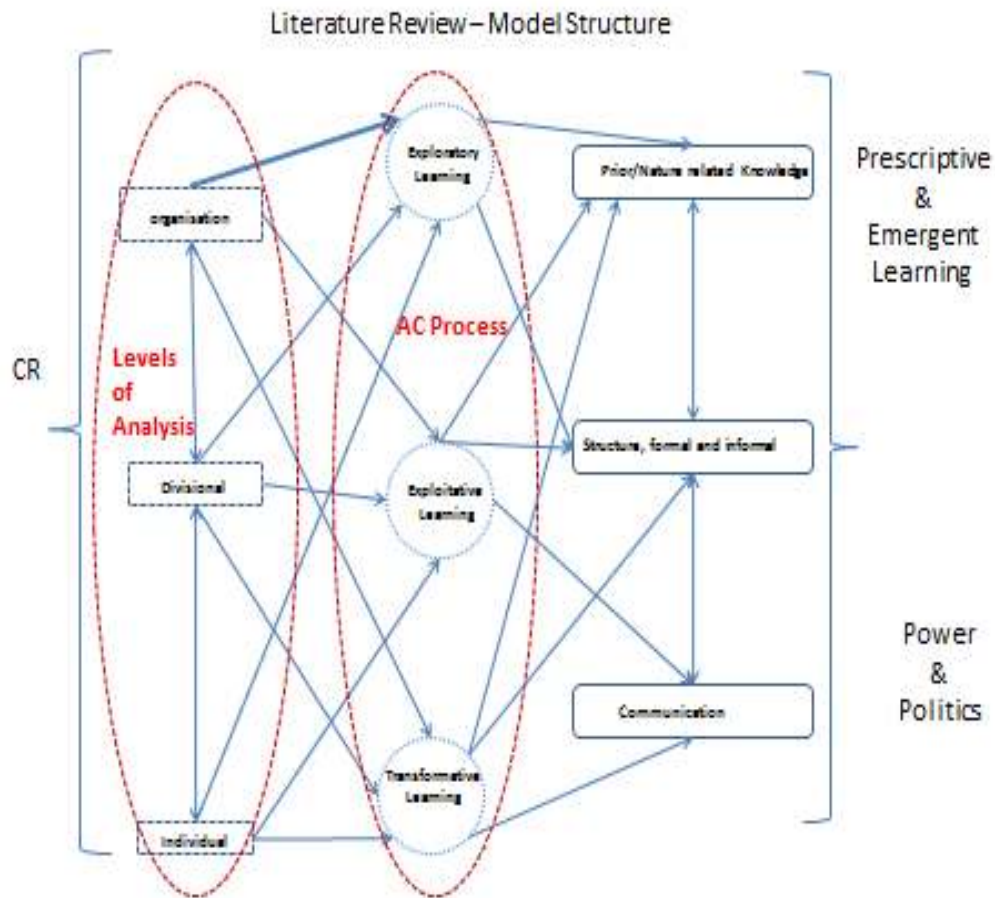 Literature Review – Model Structure
Exploratory
Learning
Prior/Nature related Knowledge
Prescriptive
&
Emergent
Learning
organisation
AC Process
Levels
of
Analysis
CR
Structure, formal and informal
Divisional
Exploitative
Learning
Power
&
Politics
Communication
Transformative
Learning
Individual